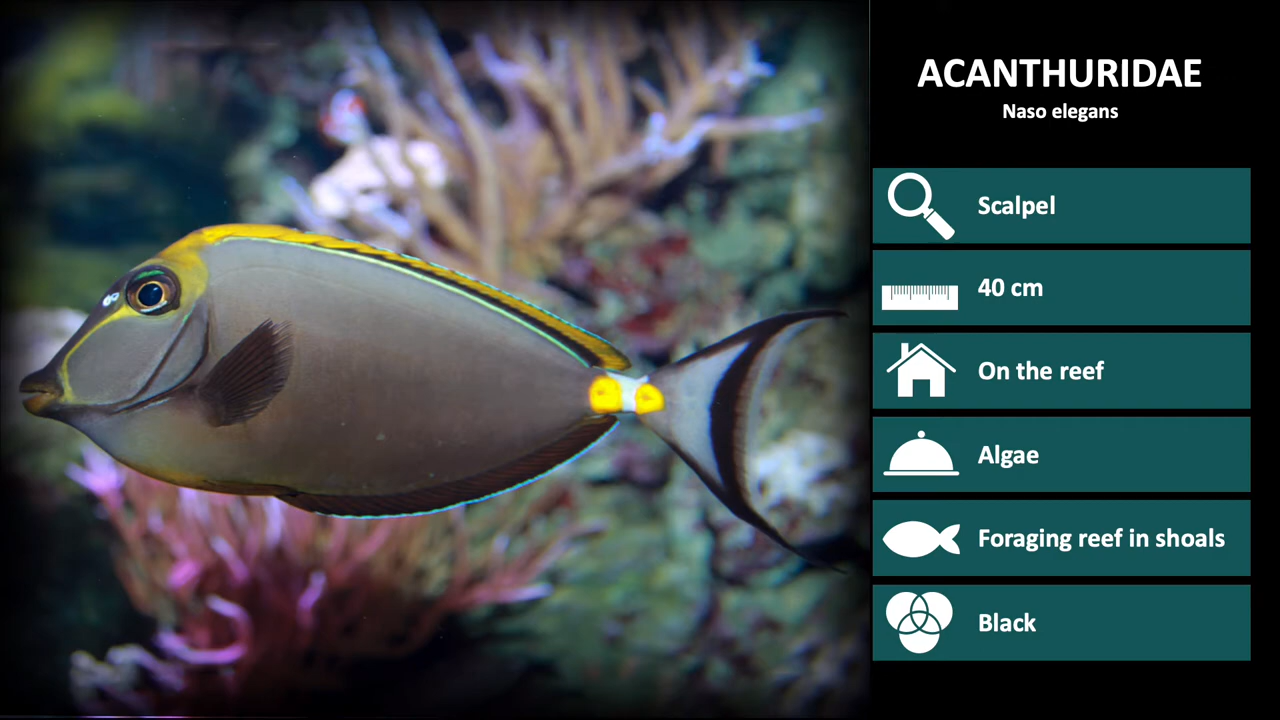 ACANTHURIDAE
Naso elegans
Scalpel
40 cm
On the reef
Algae
Foraging reef in shoals
Black